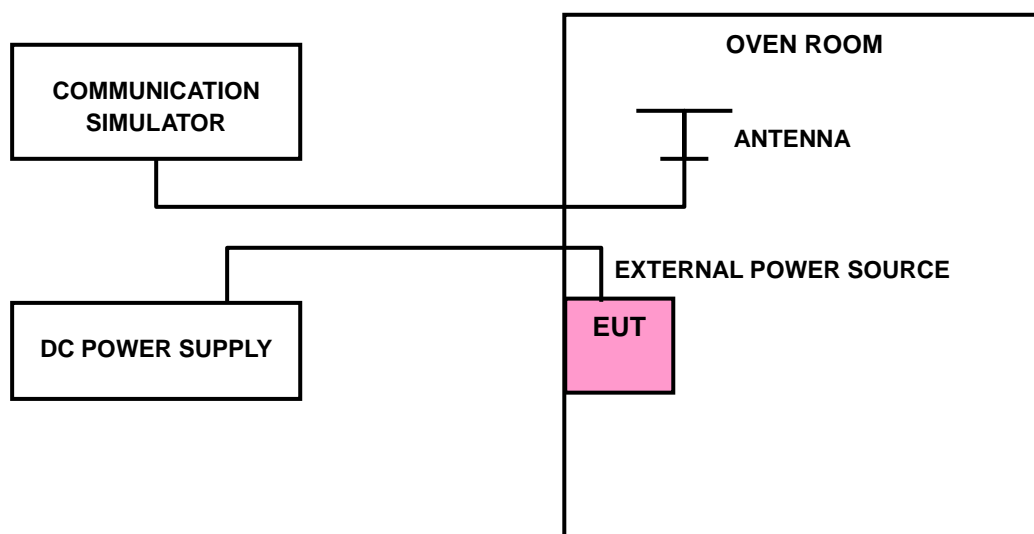 OVEN ROOM
COMMUNICATION
SIMULATOR
ANTENNA
EXTERNAL POWER SOURCE
EUT
DC POWER SUPPLY